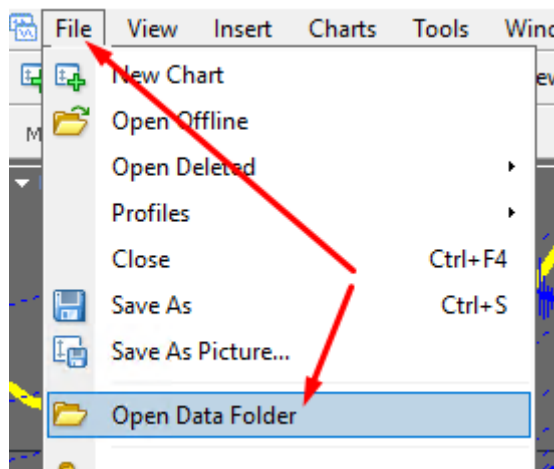 File View Insert Charts Tools
New Chart
M
Open Offline
Open Deleted
Profiles
Close Ctrl+F4
Save As Ctrl+S
Save As Picture...
Open Data Folder